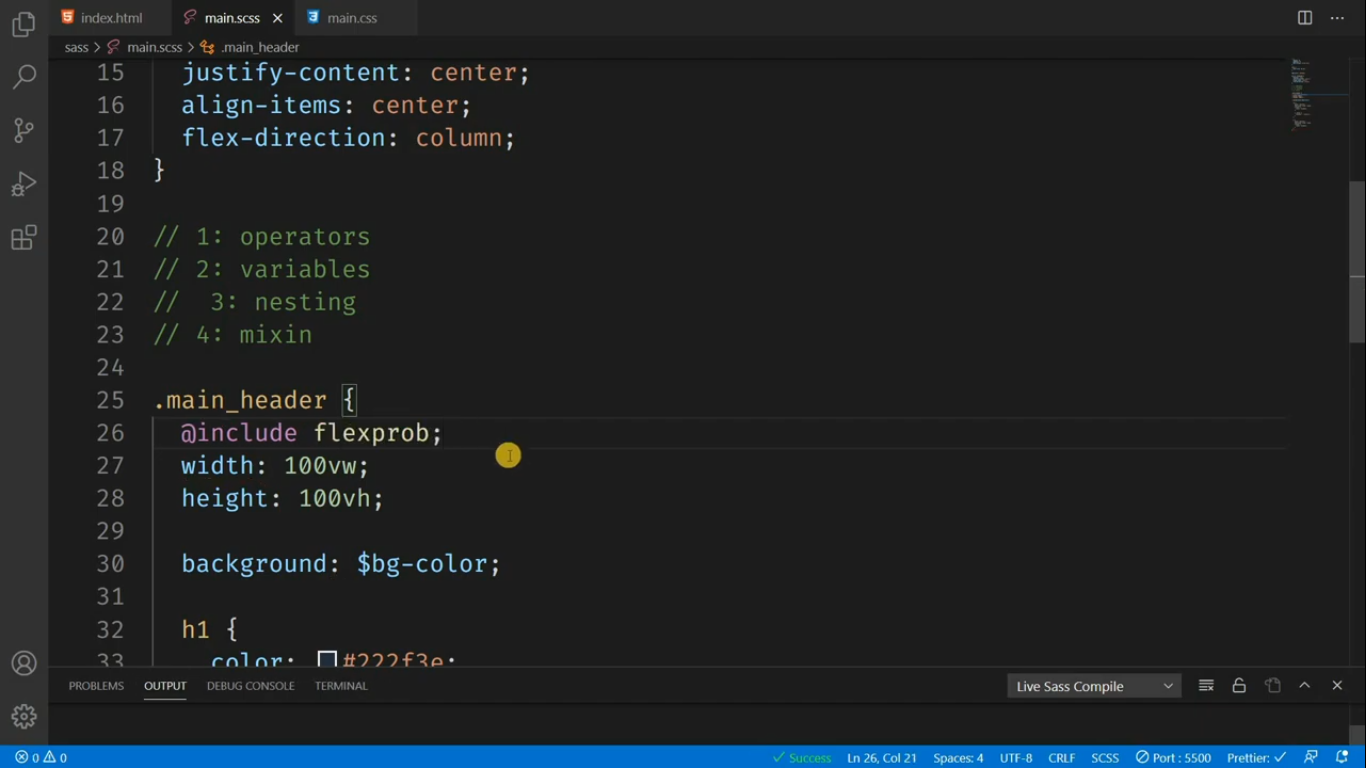 index.html main.scss main.css
sass > main.scss > .main_header
15 justify-content: center;
16 align-items: center;
17 flex-direction: column;
18 }
19
20 // 1: operators
21 // 2: variables
22 //  3: nesting
23 // 4: mixin
24
25 .main_header {
26 @include flexprob;
27 width: 100vw;
28 height: 100vh;
29
30 background: $bg-color;
31
32 h1 {
33 color: #222f3e;
PROBLEMS OUTPUT DEBUG CONSOLE TERMINAL Live Sass Compile
0 0 Success Ln 26, Col 21 Spaces: 4 UTF-8 CRLF SCSS Port : 5500 Prettier: ✓